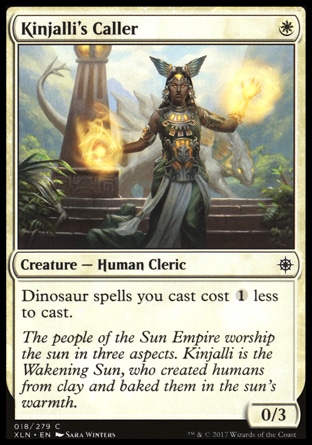 Kinjalli's Caller
Creature — Human Cleric
Dinosaur spells you cast cost 1 less
to cast.
The people of the Sun Empire worship
the sun in three aspects. Kinjalli is the
Wakening Sun, who created humans
from clay and baked them in the sun's
warmth.
0/3
018/279 C
XLN • EN Sara Winters
™ & © 2017 Wizards of the Coast